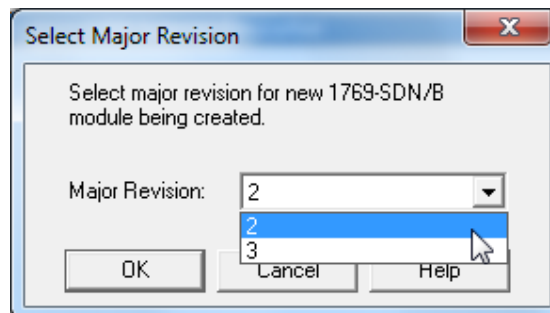 Select Major Revision
Select major revision for new 1769-SDN/B
module being created.
Major Revision: 2
2
3
OK Cancel Help